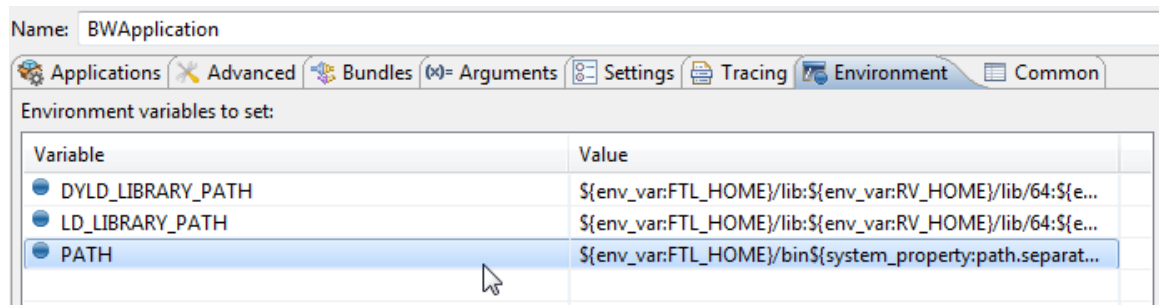 Name: BWApplication
Applications Advanced Bundles (x)= Arguments Settings Tracing Environment Common
Environment variables to set:
Variable Value
DYLD_LIBRARY_PATH ${env_var:FTL_HOME}/lib:${env_var:RV_HOME}/lib/64:${e...
LD_LIBRARY_PATH ${env_var:FTL_HOME}/lib:${env_var:RV_HOME}/lib/64:${e...
PATH ${env_var:FTL_HOME}/bin${system_property:path.separat...